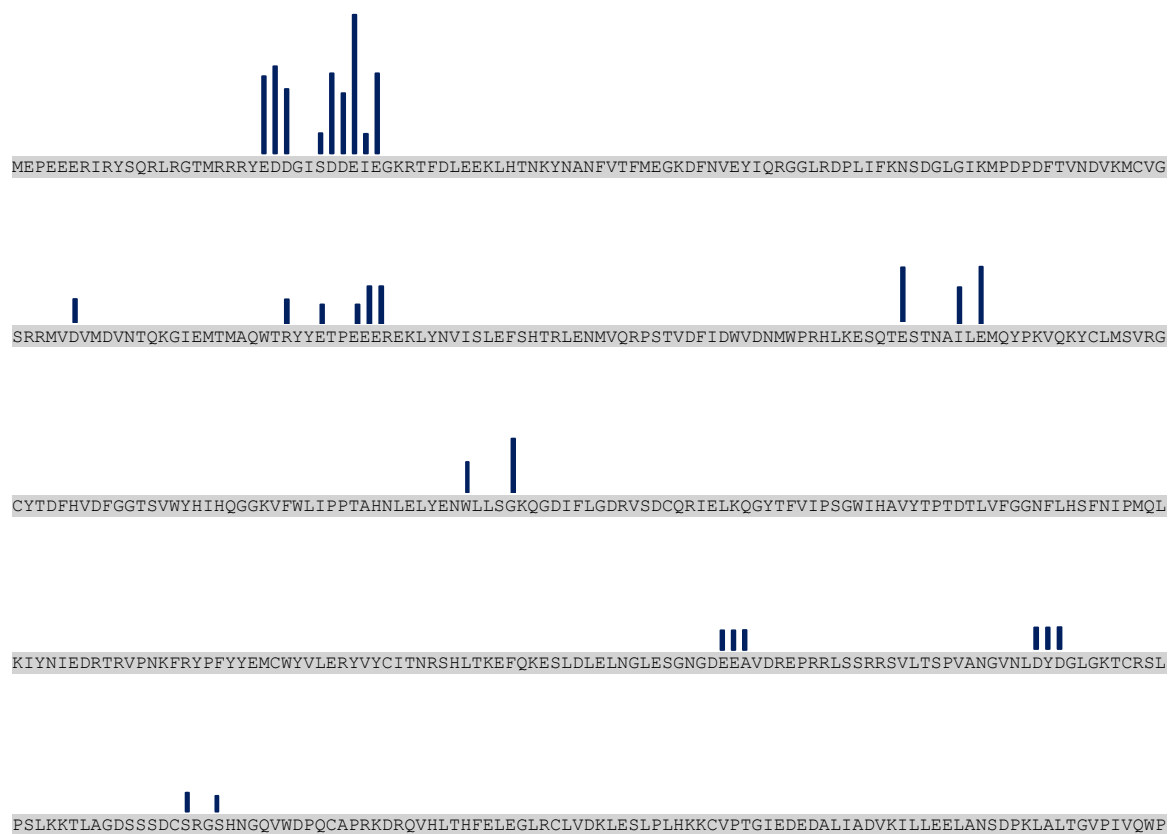 MEPEEERIRYSQRLRGTMRRRYEDDGISDDEIEGKRTFDLEEKLHTNKYNANFVTFMEGKDFNVEYIQRGGLRDPLIFKNSDGLGIKMPDPDFTVNDVKMCVG
SRRMVDVMDVNTQKGIEMTMAQWTRYYETPEEEREKLYNVISLEFSHTRLENMVQRPSTVDFIDWVDNMWPRHLKESQTESTNAILEMQYPKVQKYCLMSVRG
CYTDFHVDFGGTSVWYHIHQGGKVFWLIPPTAHNLELYENWLLSGKQGDIFLGDRVSDCQRIELKQGYTFVIPSGWIHAVYTPTDTLVFGGNFLHSFNIPMQL
KIYNIEDRTRVPNKFRYPFYYEMCWYVLERYVYCITNRSHLTKEFQKESLDLELNGLESGNGDEEAVDREPRRLSSRRSVLTSPVANGVNLDYDGLGKTCRSL
PSLKKTLAGDSSSDCSRGSHNGQVWDPQCAPRKDRQVHLTHFELEGLRCLVDKLESLPLHKKCVPTGIEDEDALIADVKILLEELANSDPKLALTGVPIVQWP